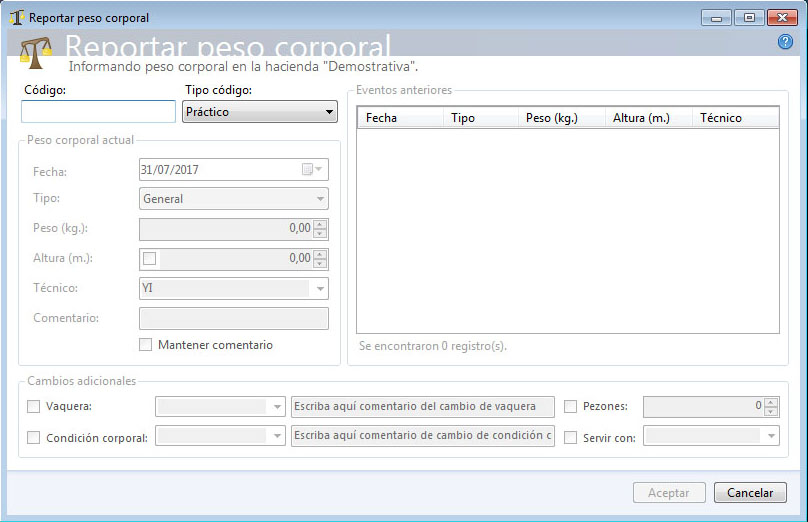 Reportar peso corporal
Reportar peso corporal
Informando peso corporal en la hacienda "Demostrativa".
Código:
Tipo código:
Práctico
Peso corporal actual
Fecha:
31/07/2017
Tipo:
General
Peso (kg.):
0,00
Altura (m.):
0,00
Técnico:
YI
Comentario:
Mantener comentario
Eventos anteriores
Fecha Tipo Peso (kg.) Altura (m.) Técnico
Se encontraron 0 registro(s).
Cambios adicionales
Vaquera:
Escriba aquí comentario del cambio de vaquera
Pezones:
0
Condición corporal:
Escriba aquí comentario de cambio de condición c
Servir con:
Aceptar
Cancelar